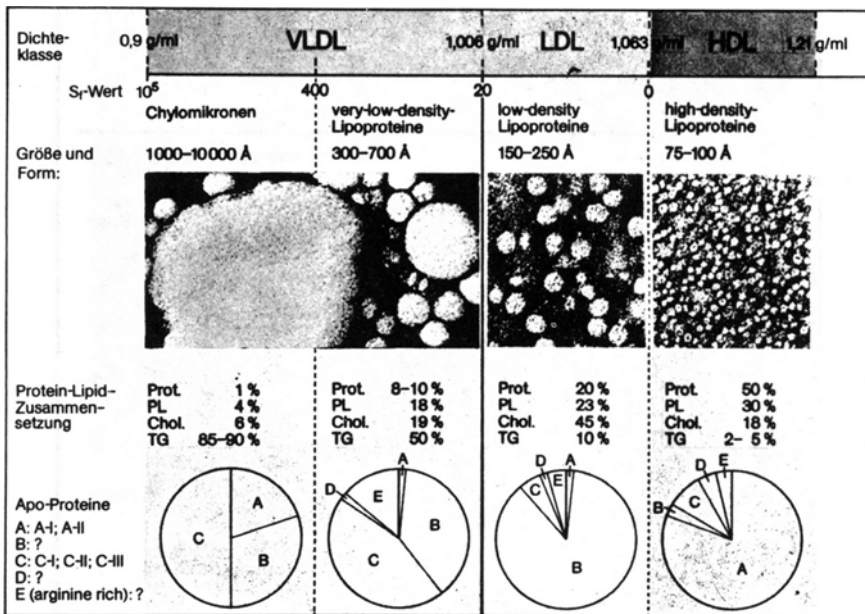 Dichte-
klasse
0,9 g/ml VLDL 1,006 g/ml LDL 1,063 g/ml HDL 1,21 g/ml
Sf-Wert 10⁵ 400 20 0
Chylomikronen
very-low-density-
Lipoproteine
low-density
Lipoproteine
high-density-
Lipoproteine
Größe und
Form:
1000–10000 Å 300–700 Å 150–250 Å 75–100 Å
Protein-Lipid-
Zusammen-
setzung
Prot. 1 %
PL 4 %
Chol. 6 %
TG 85–90 %
Prot. 8–10 %
PL 18 %
Chol. 19 %
TG 50 %
Prot. 20 %
PL 23 %
Chol. 45 %
TG 10 %
Prot. 50 %
PL 30 %
Chol. 18 %
TG 2– 5 %
Apo-Proteine
A: A-I; A-II
B: ?
C: C-I; C-II; C-III
D: ?
E (arginine rich): ?
C A B
D E A B C
C D E A B
B C D E A